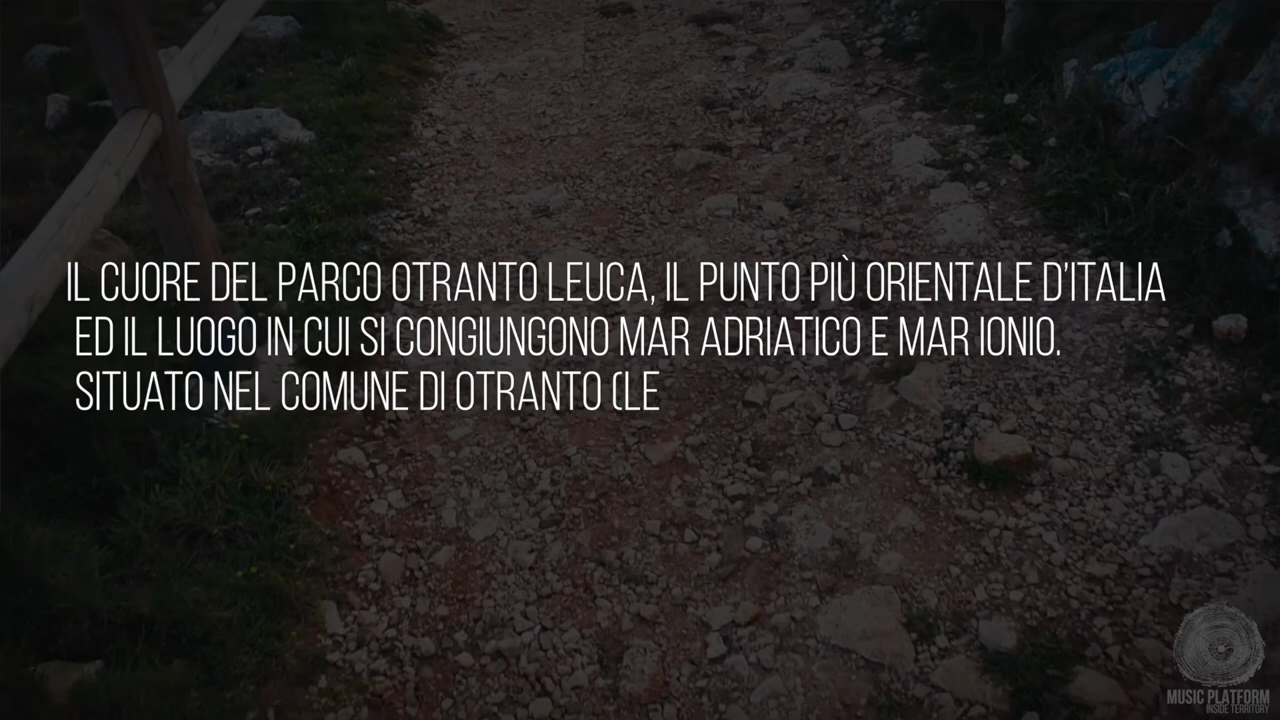 IL CUORE DEL PARCO OTRANTO LEUCA, IL PUNTO PIÙ ORIENTALE D'ITALIA
ED IL LUOGO IN CUI SI CONGIUNGONO MAR ADRIATICO E MAR IONIO.
SITUATO NEL COMUNE DI OTRANTO (LE
MUSIC PLATFORM
INSIDE TERRITORY